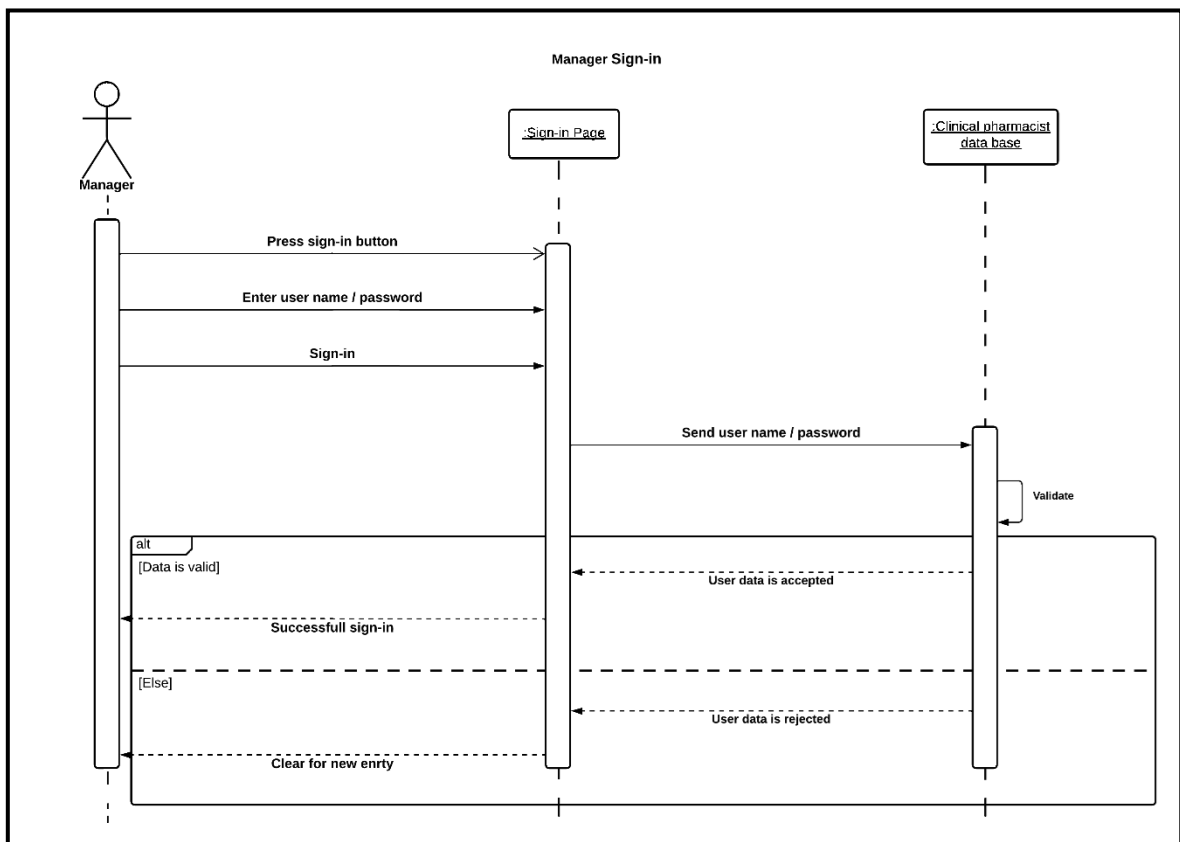 Manager Sign-in
:Sign-in Page
:Clinical pharmacist
data base
Manager
Press sign-in button
Enter user name / password
Sign-in
Send user name / password
Validate
alt
[Data is valid]
User data is accepted
Successfull sign-in
[Else]
User data is rejected
Clear for new enrty